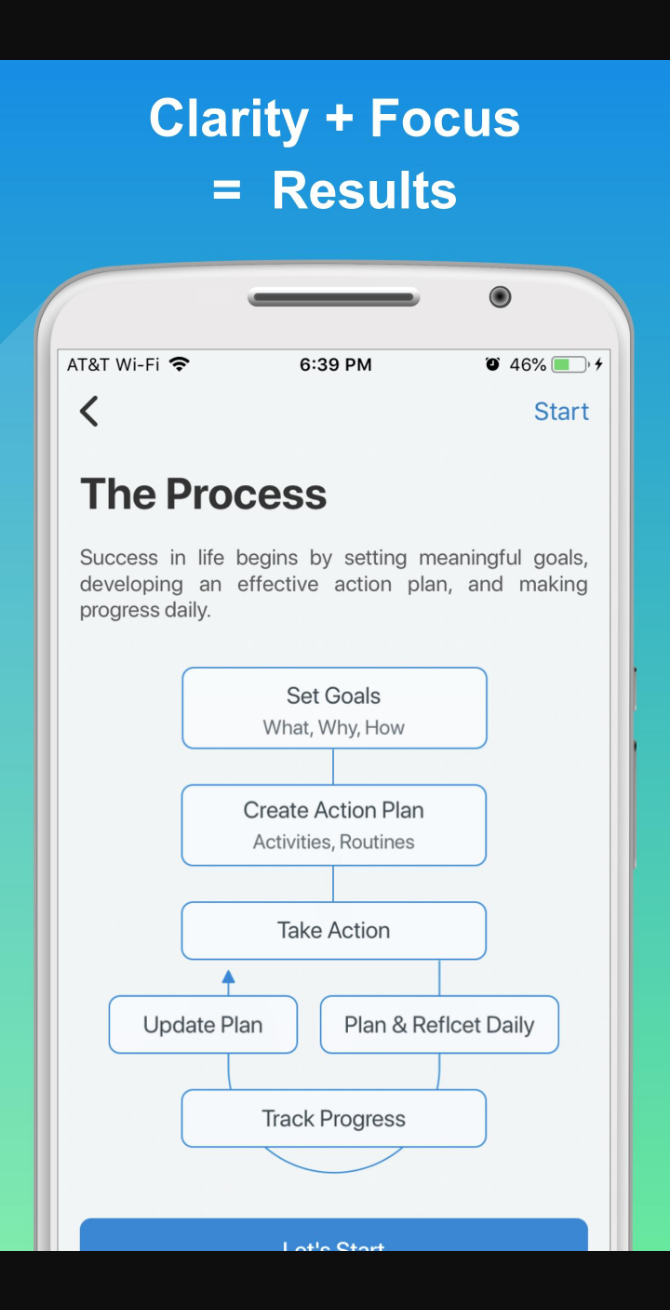 Clarity + Focus
= Results
AT&T Wi-Fi
6:39 PM
46%
Start
The Process
Success in life begins by setting meaningful goals,
developing an effective action plan, and making
progress daily.
Set Goals
What, Why, How
Create Action Plan
Activities, Routines
Take Action
Update Plan
Plan & Reflcet Daily
Track Progress
Let's Start